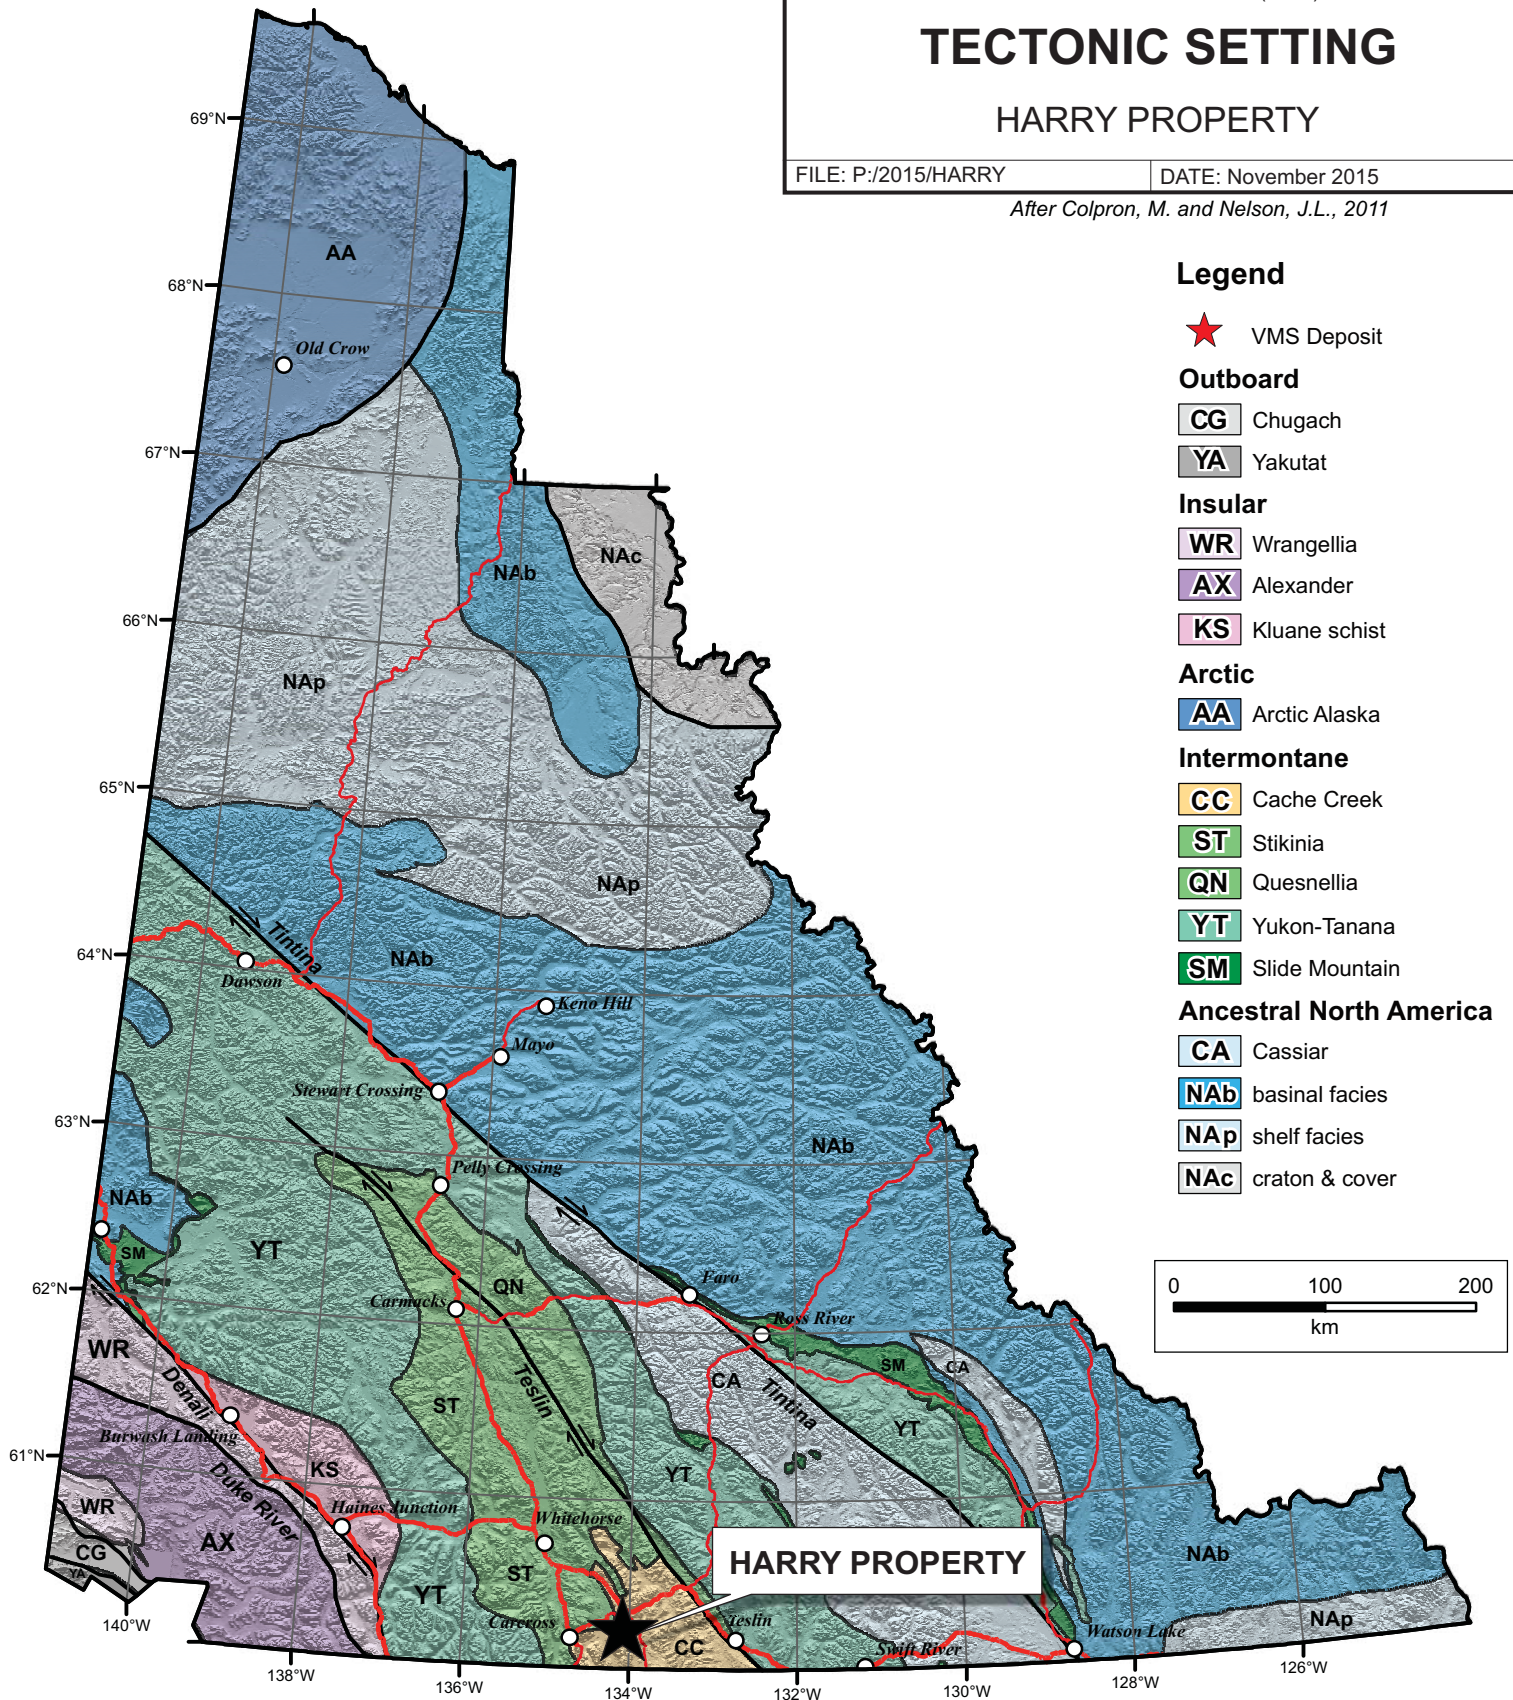 TECTONIC SETTING
HARRY PROPERTY
FILE: P:/2015/HARRY
DATE: November 2015
After Colpron, M. and Nelson, J.L., 2011
Legend
VMS Deposit
Outboard
CG Chugach
YA Yakutat
Insular
WR Wrangellia
AX Alexander
KS Kluane schist
Arctic
AA Arctic Alaska
Intermontane
CC Cache Creek
ST Stikinia
QN Quesnellia
YT Yukon-Tanana
SM Slide Mountain
Ancestral North America
CA Cassiar
NAb basinal facies
NAp shelf facies
NAc craton & cover
0 100 200
km
69°N
AA
68°N
Old Crow
67°N
NAc
NAb
66°N
NAp
65°N
NAp
Tintina
64°N
NAb
Dawson
Keno Hill
Mayo
Stewart Crossing
63°N
NAb
Pelly Crossing
NAb
YT
SM
62°N
QN
Faro
Carmacks
Ross River
WR
SM
CA
CA
Denali
Teslin
Tintina
ST
YT
Burwash Landing
61°N
KS
YT
Duke River
WR
Haines Junction
Whitehorse
AX
CG
YA
ST
HARRY PROPERTY
NAb
YT
Carcross
Teslin
NAp
CC
Swift River
Watson Lake
140°W
138°W
136°W
134°W
132°W
130°W
128°W
126°W